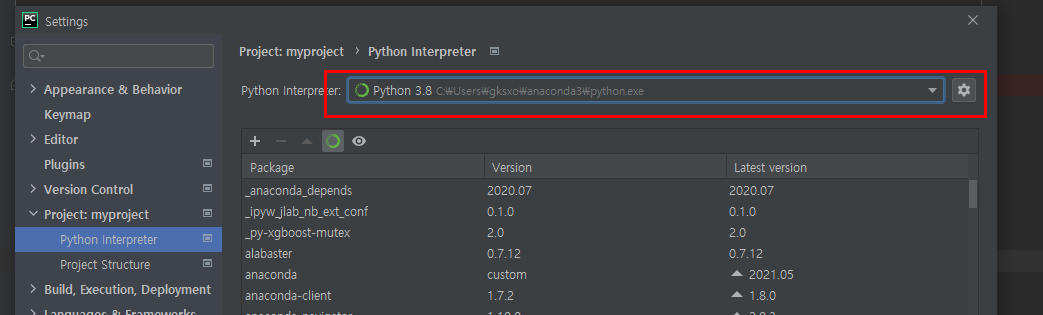 PC
Settings
Project: myproject > Python Interpreter
Python Interpreter: Python 3.8 C:₩Users₩gksxo₩anaconda3₩python.exe
Appearance & Behavior
Keymap
Editor
Plugins
Version Control
Project: myproject
Python Interpreter
Project Structure
Build, Execution, Deployment
Languages & Frameworks
Package Version Latest version
_anaconda_depends 2020.07 2020.07
_ipyw_jlab_nb_ext_conf 0.1.0 0.1.0
_py-xgboost-mutex 2.0 2.0
alabaster 0.7.12 0.7.12
anaconda custom 2021.05
anaconda-client 1.7.2 1.8.0